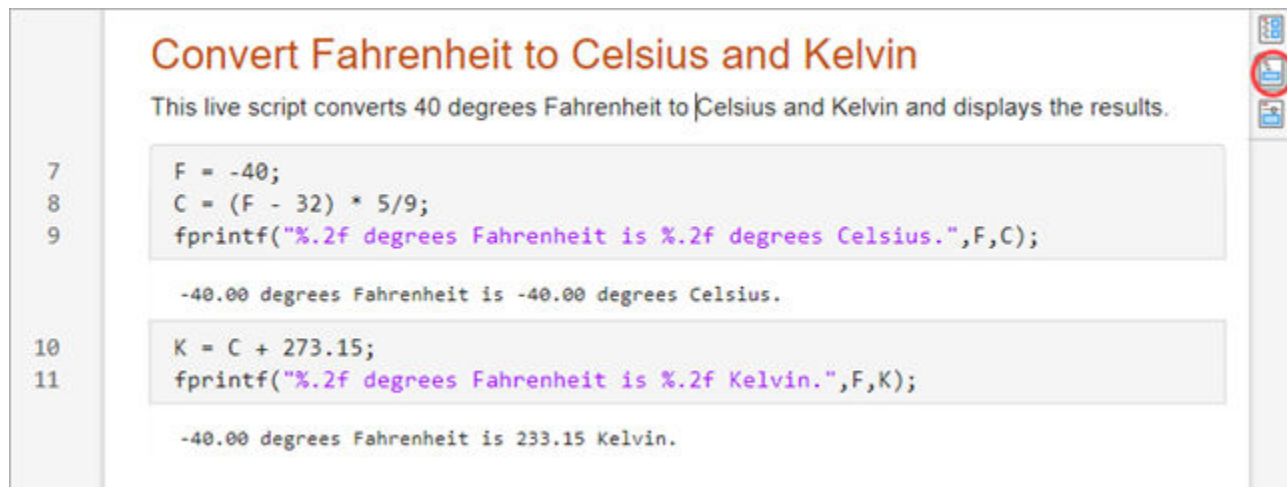 Convert Fahrenheit to Celsius and Kelvin
This live script converts 40 degrees Fahrenheit to Celsius and Kelvin and displays the results.
7 F = -40;
8 C = (F - 32) * 5/9;
9 fprintf("%.2f degrees Fahrenheit is %.2f degrees Celsius.",F,C);
-40.00 degrees Fahrenheit is -40.00 degrees Celsius.
10 K = C + 273.15;
11 fprintf("%.2f degrees Fahrenheit is %.2f Kelvin.",F,K);
-40.00 degrees Fahrenheit is 233.15 Kelvin.